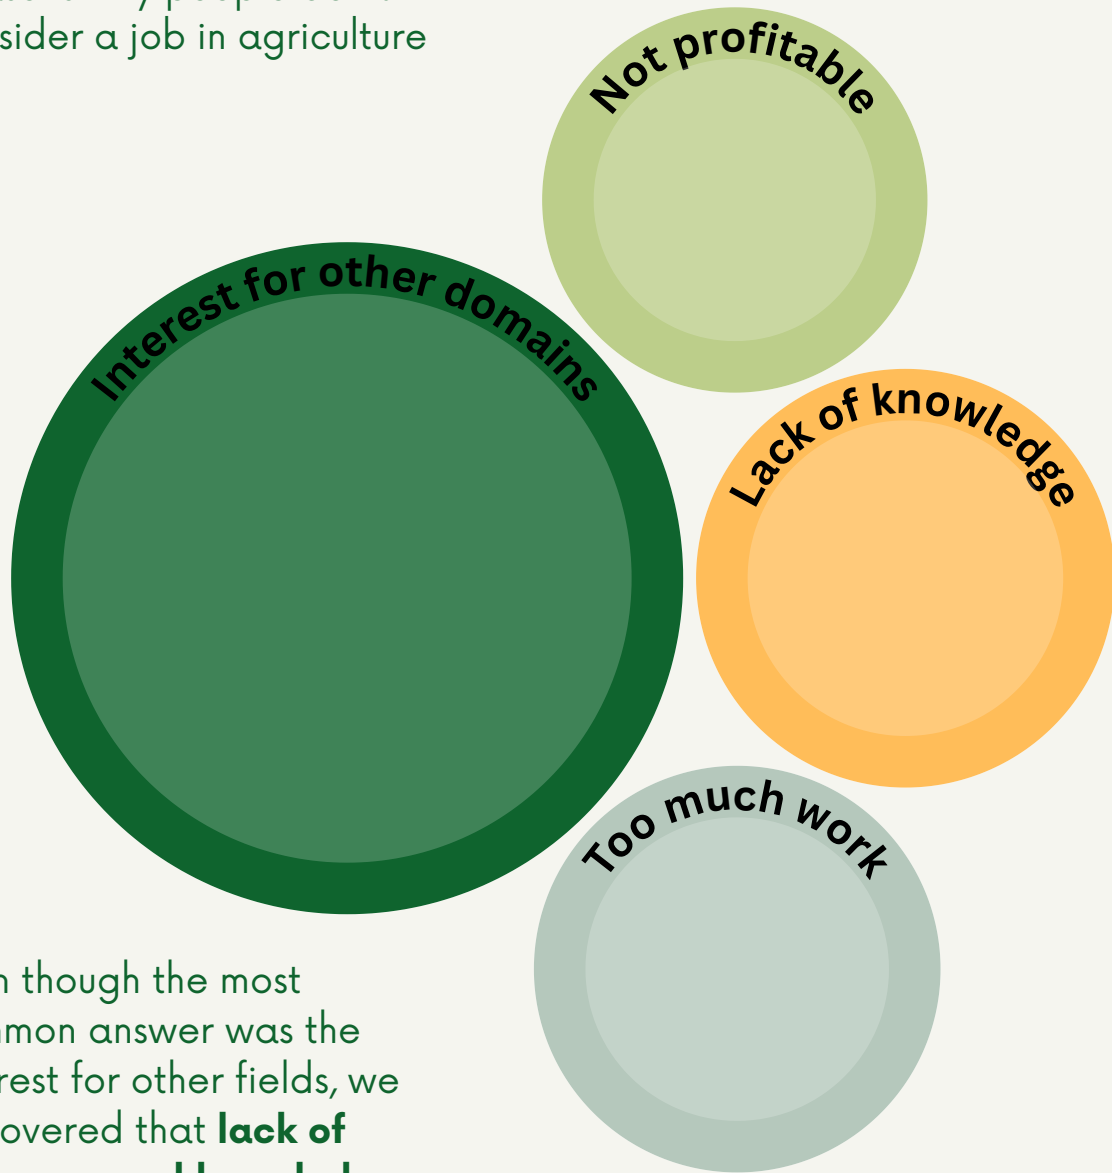 sider a job in agriculture
Not profitable
Interest for other domains
Lack of knowledge
Too much work
n though the most
mmon answer was the
rest for other fields, we
overed that lack of